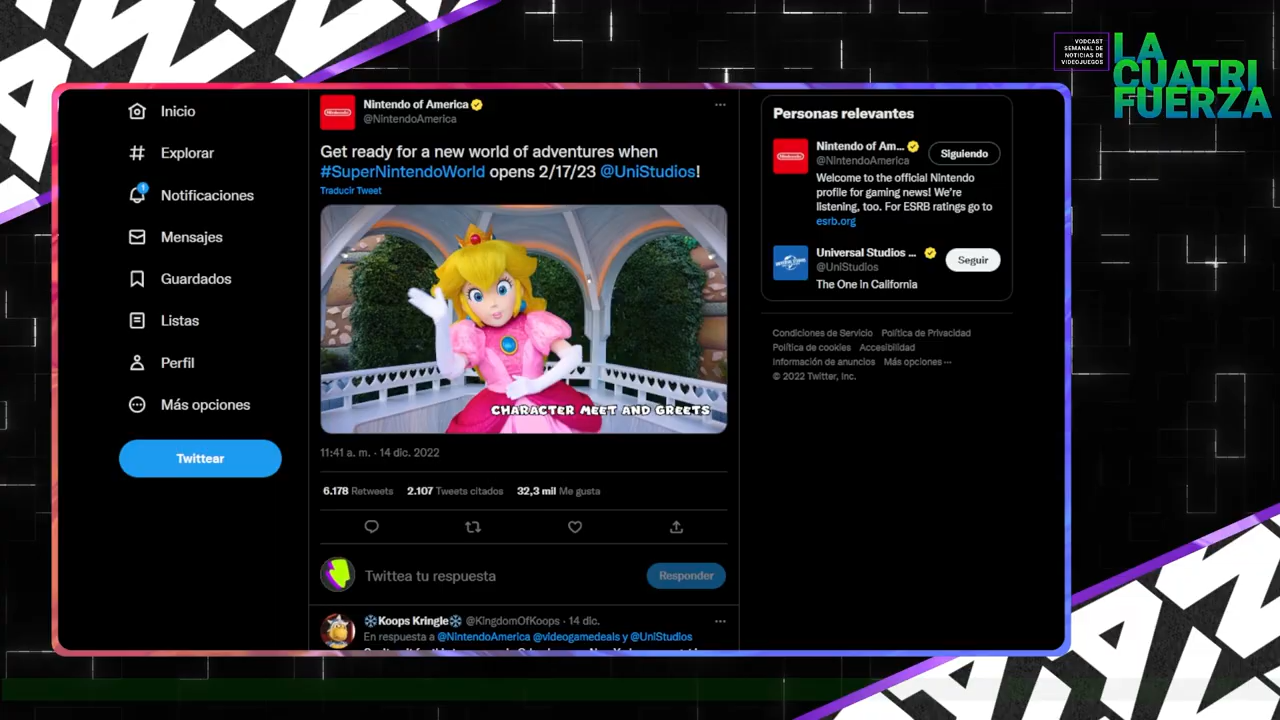 VODCAST
SEMANAL DE
NOTICIAS DE
VIDEOJUEGOS
LA
CUATRI
FUERZA
Inicio
Explorar
1
Notificaciones
Mensajes
Guardados
Listas
Perfil
Más opciones
Twittear
Nintendo
Nintendo of America
@NintendoAmerica
Get ready for a new world of adventures when
#SuperNintendoWorld opens 2/17/23 @UniStudios!
Traducir Tweet
CHARACTER MEET AND GREETS
11:41 a. m. · 14 dic. 2022
6.178 Retweets 2.107 Tweets citados 32,3 mil Me gusta
Twittea tu respuesta
Responder
❄Koops Kringle❄ @KingdomOfKoops · 14 dic.
En respuesta a @NintendoAmerica @videogamedeals y @UniStudios
Personas relevantes
Nintendo
Nintendo of Am...
@NintendoAmerica
Siguiendo
Welcome to the official Nintendo
profile for gaming news! We're
listening, too. For ESRB ratings go to
esrb.org
Universal Studios ...
@UniStudios
Seguir
The One in California
Condiciones de Servicio Política de Privacidad
Política de cookies Accesibilidad
Información de anuncios Más opciones ···
© 2022 Twitter, Inc.